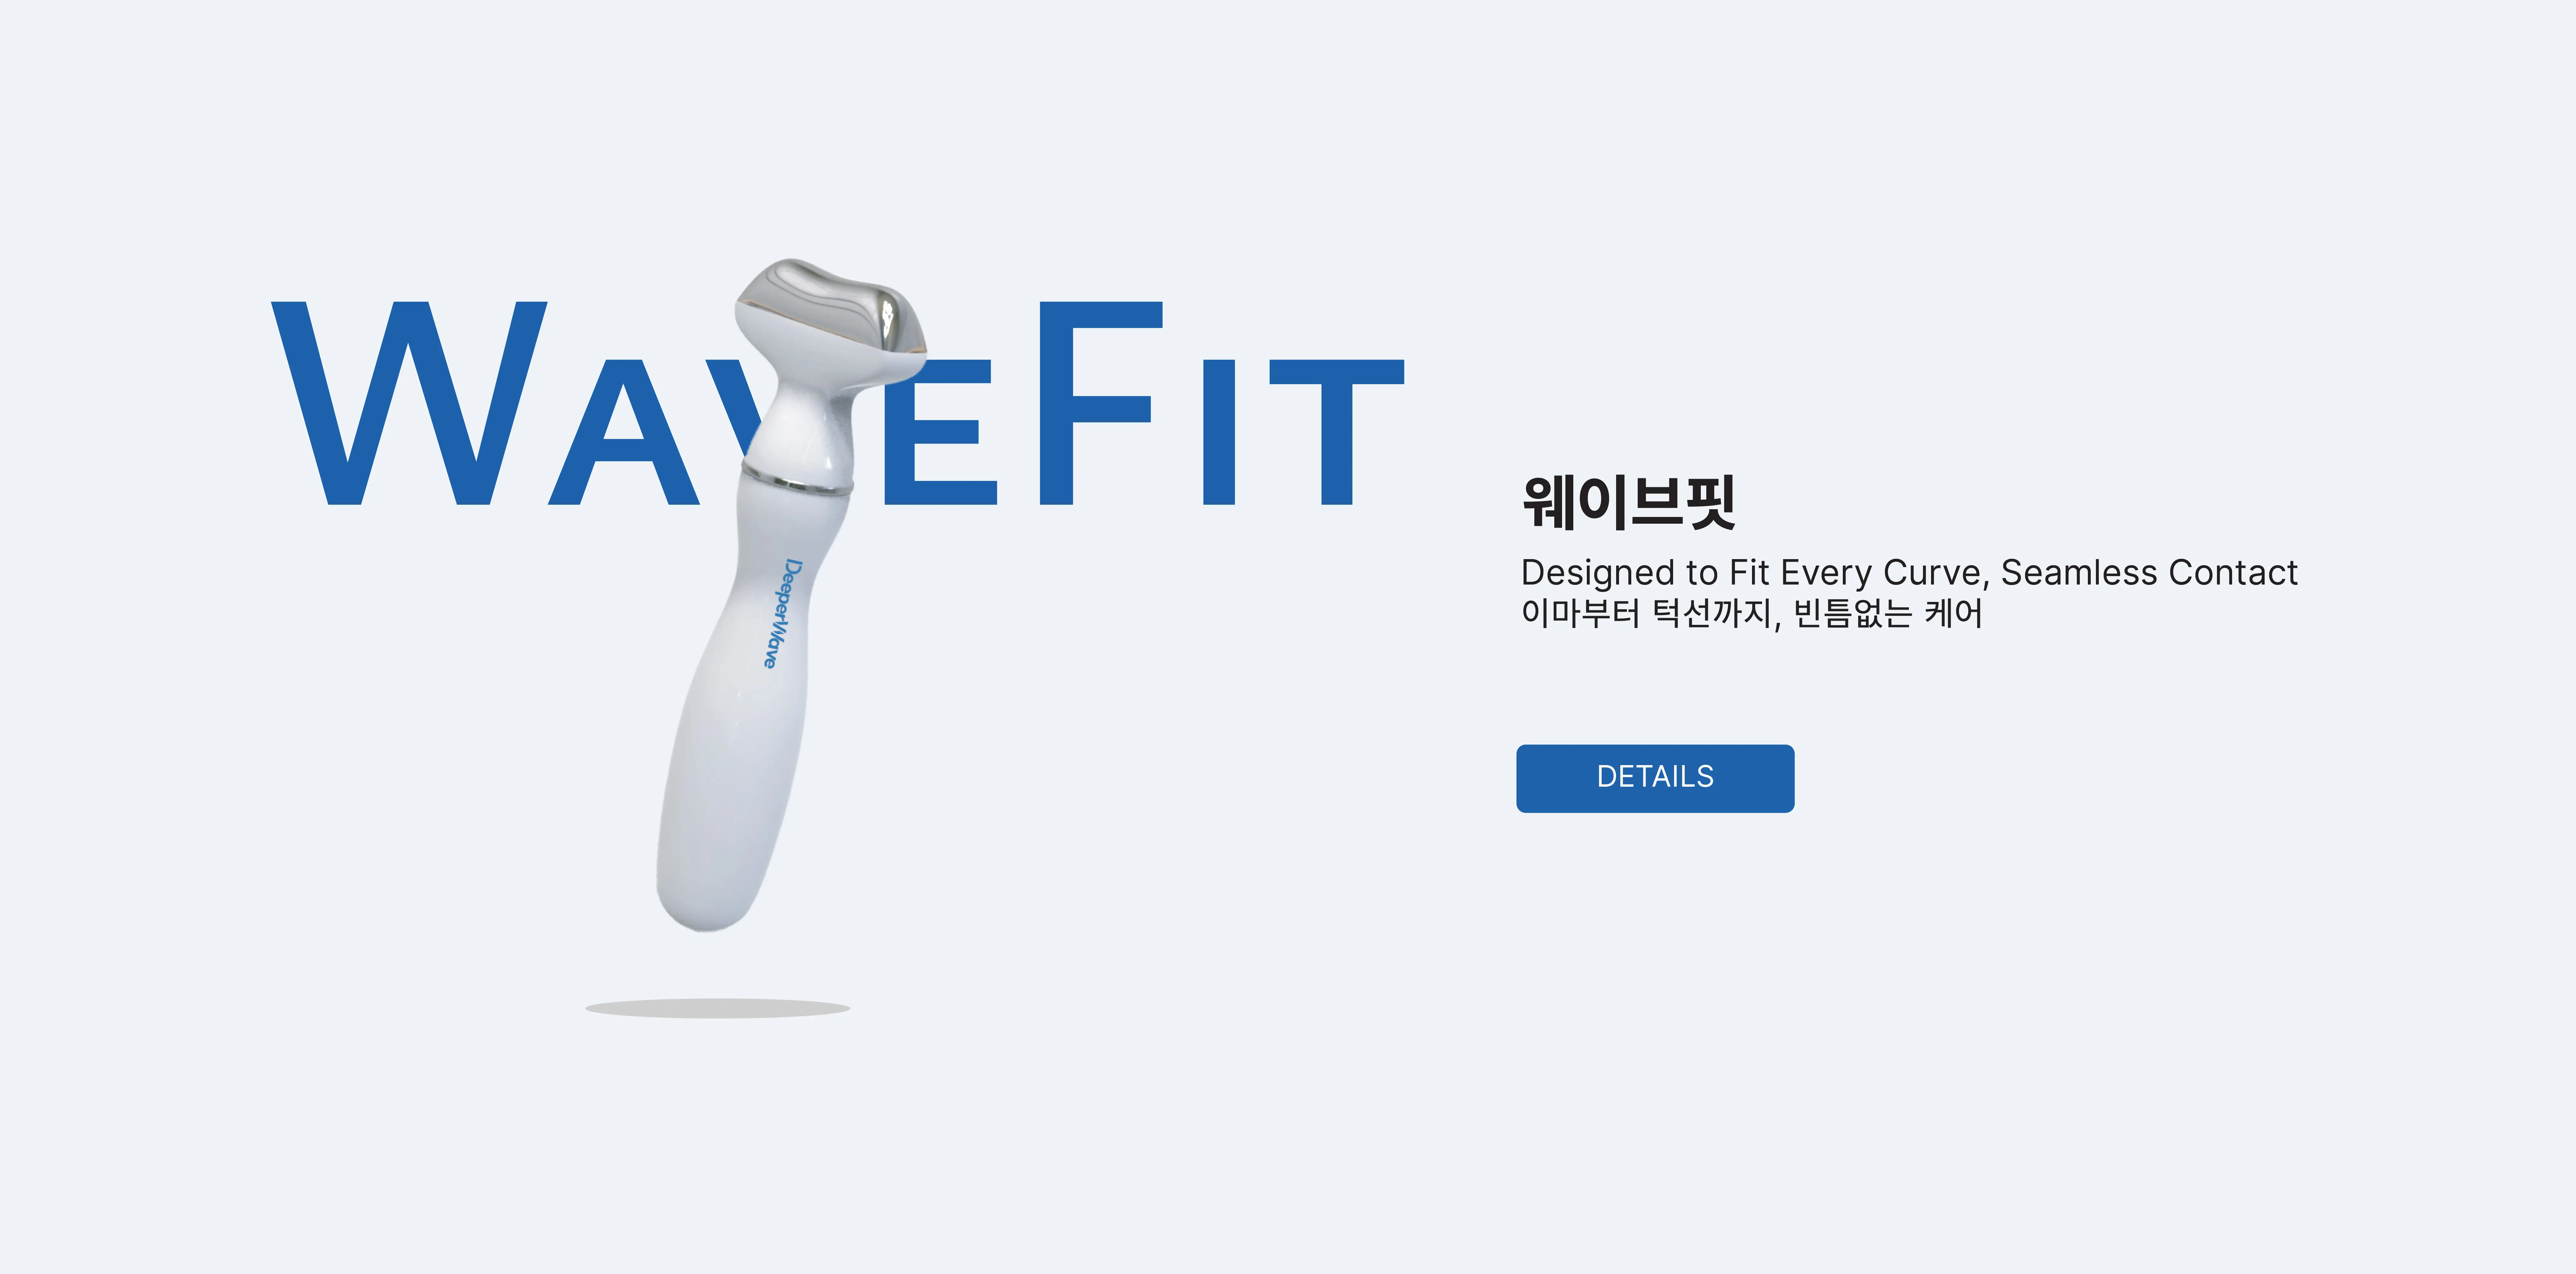 WAVEFIT
DeeperWave
웨이브핏
Designed to Fit Every Curve, Seamless Contact
이마부터 턱선까지, 빈틈없는 케어
DETAILS